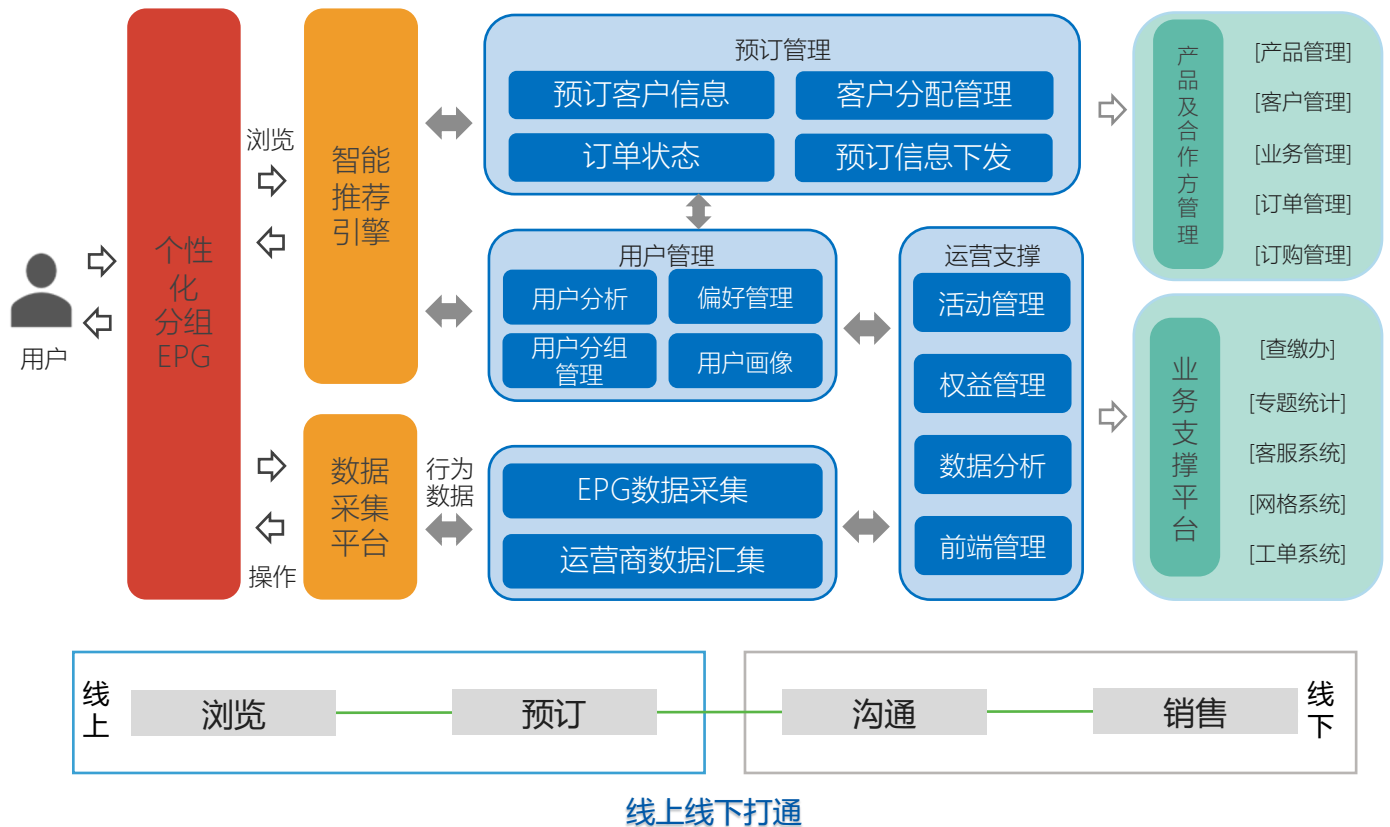 用户
个性
化
分组
EPG
浏览
操作
智能
推荐
引擎
数据
采集
平台
行为
数据
预订管理
预订客户信息
客户分配管理
订单状态
预订信息下发
用户管理
用户分析
偏好管理
用户分组
管理
用户画像
EPG数据采集
运营商数据汇集
运营支撑
活动管理
权益管理
数据分析
前端管理
产品及合作方管理
[产品管理]
[客户管理]
[业务管理]
[订单管理]
[订购管理]
业务支撑平台
[查缴办]
[专题统计]
[客服系统]
[网格系统]
[工单系统]
线上
浏览
预订
沟通
销售
线下
线上线下打通